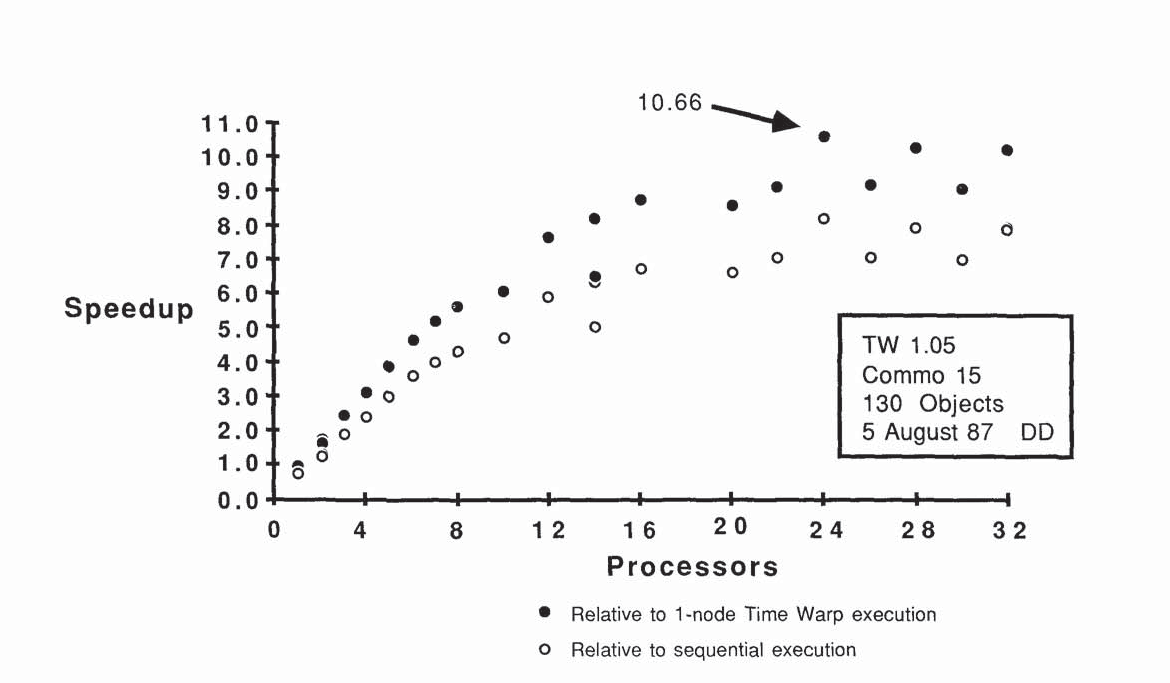 10.66
11.0
10.0
9.0
8.0
7.0
6.0
5.0
4.0
3.0
2.0
1.0
0.0
Speedup
TW 1.05
Commo 15
130 Objects
5 August 87 DD
0 4 8 12 16 20 24 28 32
Processors
Relative to 1-node Time Warp execution
Relative to sequential execution